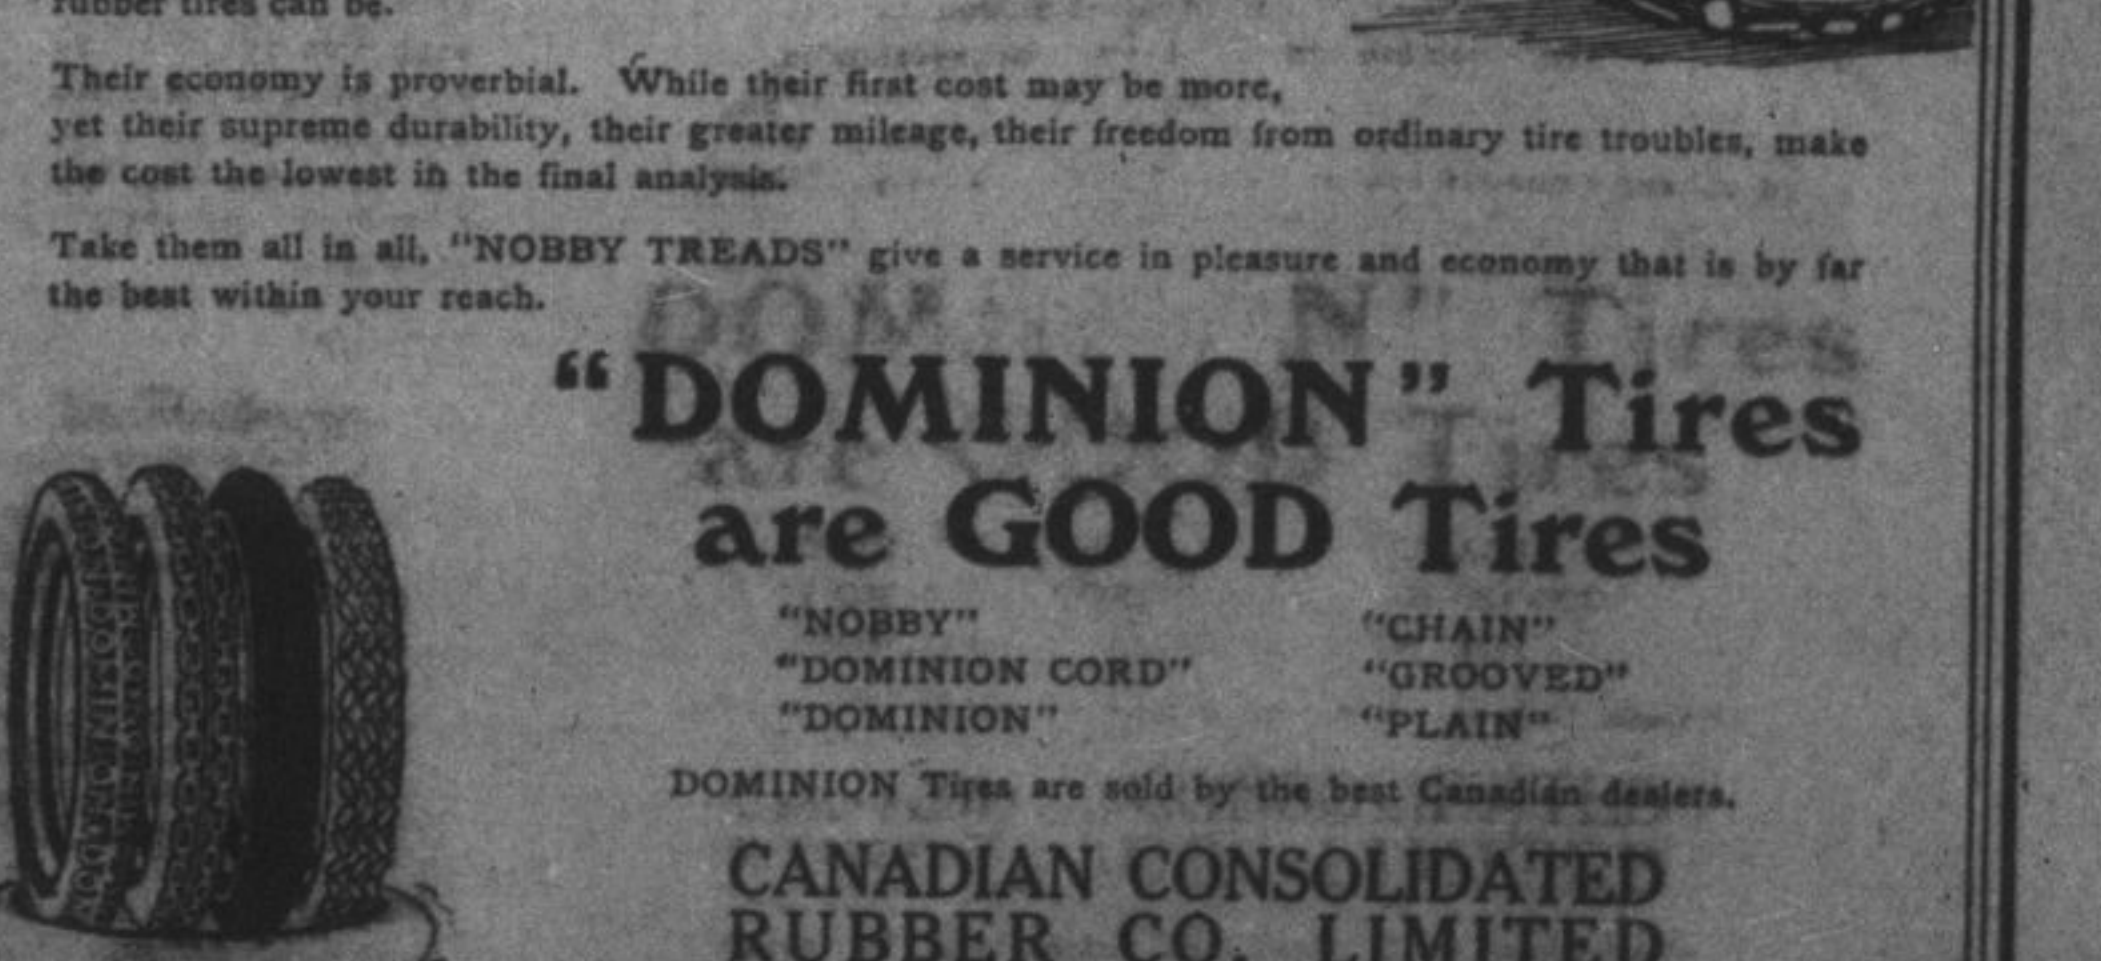 rubber tires can be.
Their economy is proverbial. While their first cost may be more,
yet their supreme durability, their greater mileage, their freedom from ordinary tire troubles, make
the cost the lowest in the final analysis.
Take them all in all, "NOBBY TREADS" give a service in pleasure and economy that is by far
the best within your reach.
"DOMINION" Tires
are GOOD Tires
"NOBBY" "CHAIN"
"DOMINION CORD" "GROOVED"
"DOMINION" "PLAIN"
DOMINION Tires are sold by the best Canadian dealers.
CANADIAN CONSOLIDATED
RUBBER CO. LIMITED